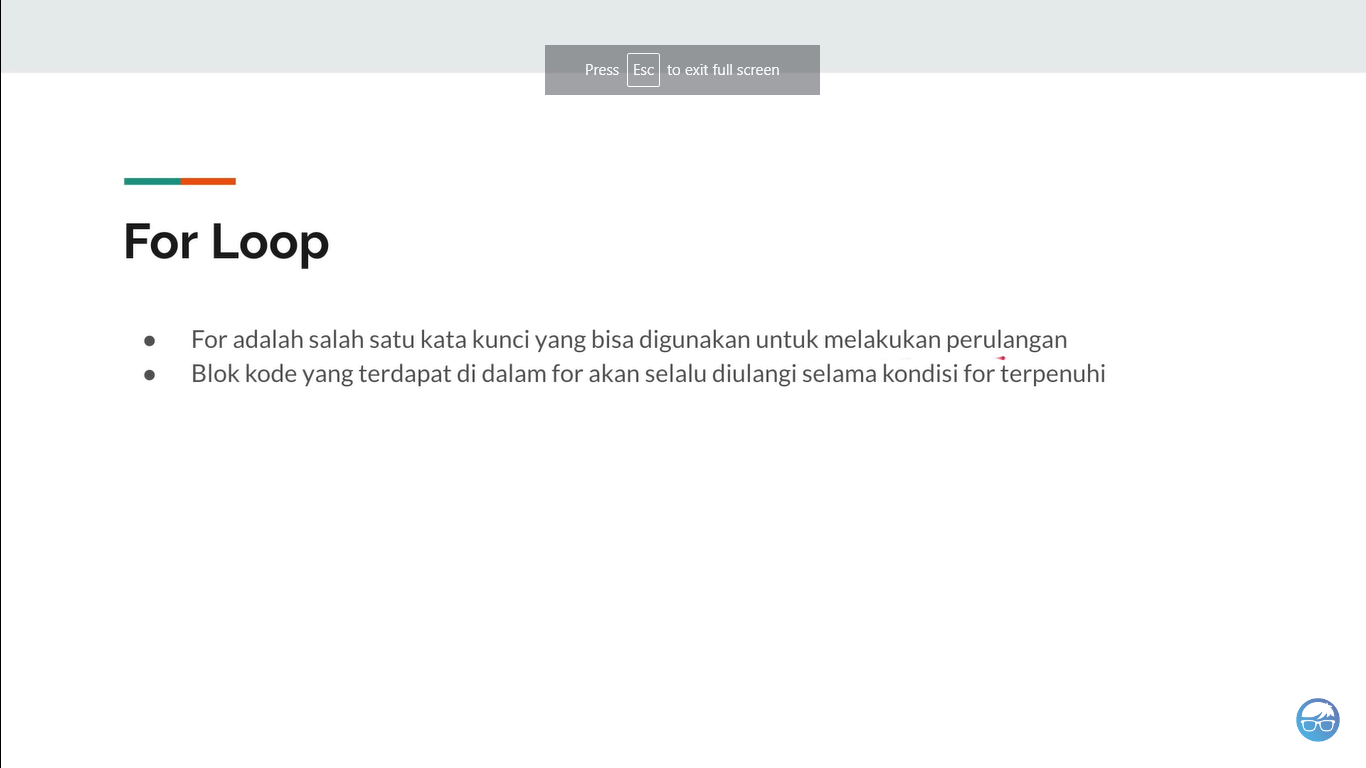 Press Esc to exit full screen
For Loop
● For adalah salah satu kata kunci yang bisa digunakan untuk melakukan perulangan
● Blok kode yang terdapat di dalam for akan selalu diulangi selama kondisi for terpenuhi